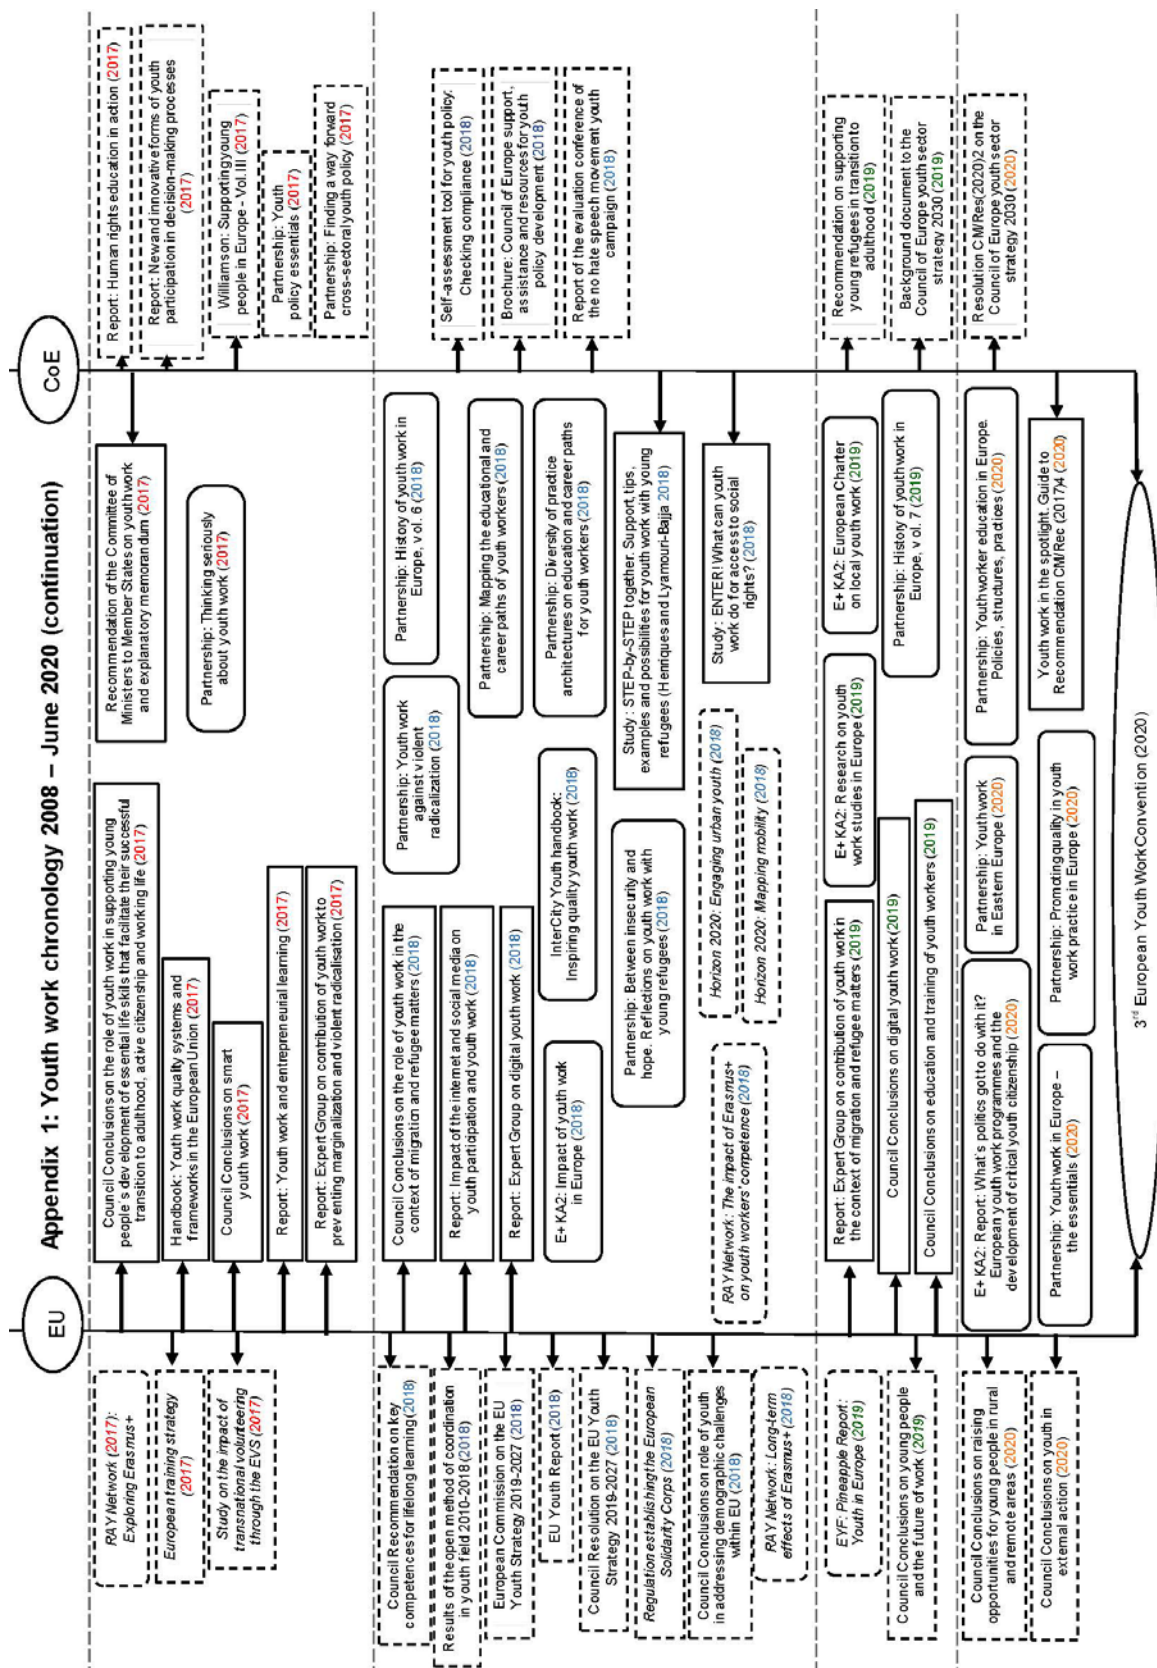 Appendix 1: Youth work chronology 2008 – June 2020 (continuation)
EU
CoE
RAY Network (2017):
Exploring Erasmus+
European training strategy
(2017)
Study on the impact of
transnational volunteering
through the EVS (2017)
Council Conclusions on the role of youth work in supporting young
people´s development of essential life skills that facilitate their successful
transition to adulthood, active citizenship and working life (2017)
Handbook: Youth work quality systems and
frameworks in the European Union (2017)
Council Conclusions on smart
youth work (2017)
Report: Youth work and entrepreneurial learning (2017)
Report: Expert Group on contribution of youth work to
preventing marginalization and violent radicalisation (2017)
Recommendation of the Committee of
Ministers to Member States on youth work
and explanatory memorandum (2017)
Partnership: Thinking seriously
about youth work (2017)
Report: Human rights education in action (2017)
Report: New and innovative forms of youth
participation in decision-making processes
(2017)
Williamson: Supporting young
people in Europe - Vol.III (2017)
Partnership: Youth
policy essentials (2017)
Partnership: Finding a way forward
cross-sectoral youth policy (2017)
Council Recommendation on key
competences for lifelong learning (2018)
Results of the open method of coordination
in youth field 2010-2018 (2018)
European Commission on the EU
Youth Strategy 2019-2027 (2018)
EU Youth Report (2018)
Council Resolution on the EU Youth
Strategy 2019-2027 (2018)
Regulation establishing the European
Solidarity Corps (2018)
Council Conclusions on role of youth
in addressing demographic challenges
within EU (2018)
RAY Network: Long-term
effects of Erasmus+ (2018)
Council Conclusions on the role of youth work in the
context of migration and refugee matters (2018)
Report: Impact of the internet and social media on
youth participation and youth work (2018)
Report: Expert Group on digital youth work (2018)
E+ KA2: Impact of youth work
in Europe (2018)
InterCity Youth handbook:
Inspiring quality youth work (2018)
Partnership: Between insecurity and
hope. Reflections on youth work with
young refugees (2018)
RAY Network: The impact of Erasmus+
on youth workers' competence (2018)
Horizon 2020: Engaging urban youth (2018)
Horizon 2020: Mapping mobility (2018)
Partnership: Youth work
against violent
radicalization (2018)
Partnership: History of youth work in
Europe, vol. 6 (2018)
Partnership: Mapping the educational and
career paths of youth workers (2018)
Partnership: Diversity of practice
architectures on education and career paths
for youth workers (2018)
Study: STEP-by-STEP together. Support, tips,
examples and possibilities for youth work with young
refugees (Henriques and Lyamouri-Bajja 2018)
Study: ENTER! What can youth
work do for access to social
rights? (2018)
Self-assessment tool for youth policy:
Checking compliance (2018)
Brochure: Council of Europe support,
assistance and resources for youth
policy development (2018)
Report of the evaluation conference of
the no hate speech movement youth
campaign (2018)
EYF: Pineapple Report:
Youth in Europe (2019)
Council Conclusions on young people
and the future of work (2019)
Report: Expert Group on contribution of youth work in
the context of migration and refugee matters (2019)
Council Conclusions on digital youth work (2019)
Council Conclusions on education and training of youth workers (2019)
E+ KA2: Research on youth
work studies in Europe (2019)
E+ KA2: European Charter
on local youth work (2019)
Partnership: History of youth work in
Europe, vol. 7 (2019)
Recommendation on supporting
young refugees in transition to
adulthood (2019)
Background document to the
Council of Europe youth sector
strategy 2030 (2019)
Council Conclusions on raising
opportunities for young people in rural
and remote areas (2020)
Council Conclusions on youth in
external action (2020)
E+ KA2: Report: What's politics got to do with it?
European youth work programmes and the
development of critical youth citizenship (2020)
Partnership: Youth work in Europe –
the essentials (2020)
Partnership: Youth work
in Eastern Europe (2020)
Partnership: Promoting quality in youth
work practice in Europe (2020)
Partnership: Youth worker education in Europe.
Policies, structures, practices (2020)
Youth work in the spotlight. Guide to
Recommendation CM/Rec (2017)4 (2020)
Resolution CM/Res(2020)2 on the
Council of Europe youth sector
strategy 2030 (2020)
3rd European Youth Work Convention (2020)